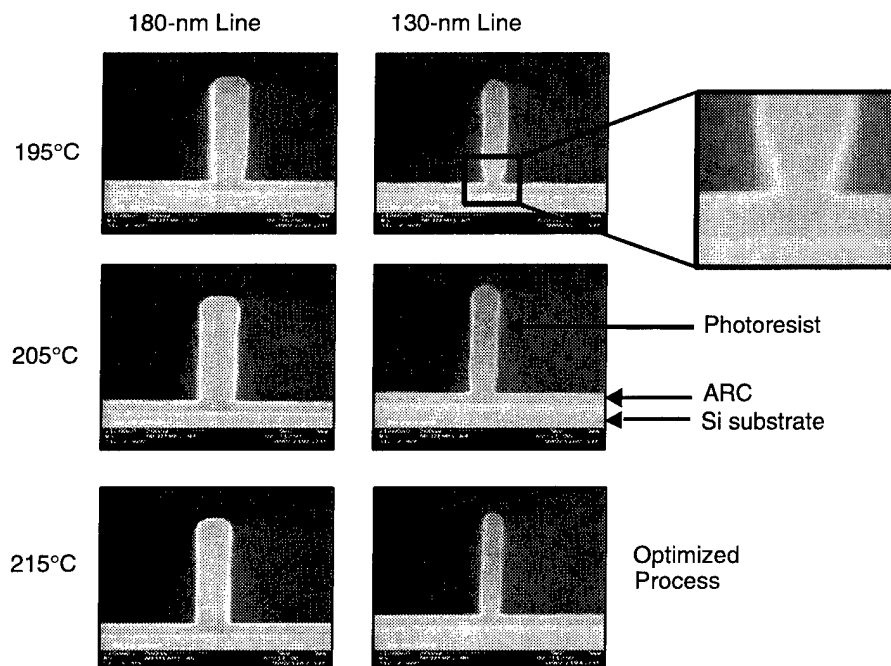 180-nm Line
130-nm Line
195°C
205°C
Photoresist
ARC
Si substrate
215°C
Optimized
Process